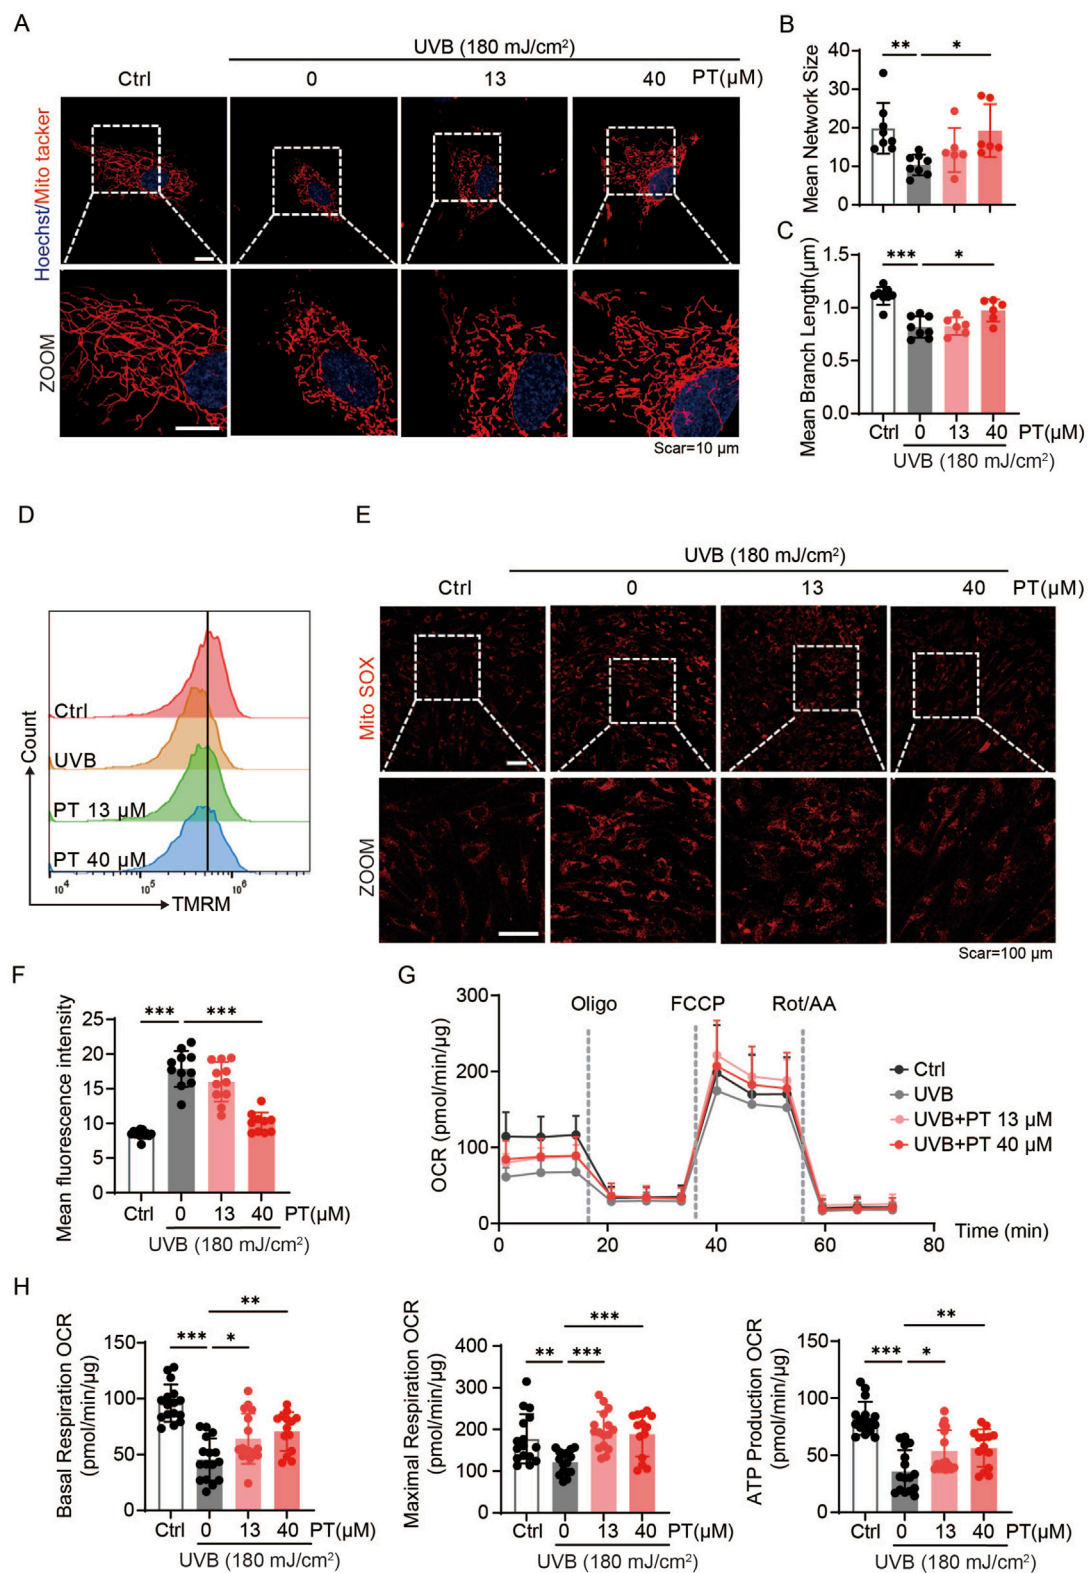 A
UVB (180 mJ/cm²)
Ctrl 0 13 40 PT(μM)
Hoechst/Mito tacker
ZOOM
Scar=10 μm
B
Mean Network Size
40
30
20
10
0
** *
C
Mean Branch Length(μm)
1.5
1.0
0.5
0.0
*** *
Ctrl 0 13 40 PT(μM)
UVB (180 mJ/cm²)
D
Count
Ctrl
UVB
PT 13 μM
PT 40 μM
10⁴ 10⁵ 10⁶
TMRM
E
UVB (180 mJ/cm²)
Ctrl 0 13 40 PT(μM)
Mito SOX
ZOOM
Scar=100 μm
F
Mean fluorescence intensity
25
20
15
10
5
0
*** ***
Ctrl 0 13 40 PT(μM)
UVB (180 mJ/cm²)
G
OCR (pmol/min/μg)
300
200
100
0
Oligo FCCP Rot/AA
0 20 40 60 80
Time (min)
Ctrl
UVB
UVB+PT 13 μM
UVB+PT 40 μM
H
Basal Respiration OCR
(pmol/min/μg)
150
100
50
0
**
*** *
Ctrl 0 13 40 PT(μM)
UVB (180 mJ/cm²)
Maximal Respiration OCR
(pmol/min/μg)
400
300
200
100
0
***
** ***
Ctrl 0 13 40 PT(μM)
UVB (180 mJ/cm²)
ATP Production OCR
(pmol/min/μg)
150
100
50
0
**
*** *
Ctrl 0 13 40 PT(μM)
UVB (180 mJ/cm²)